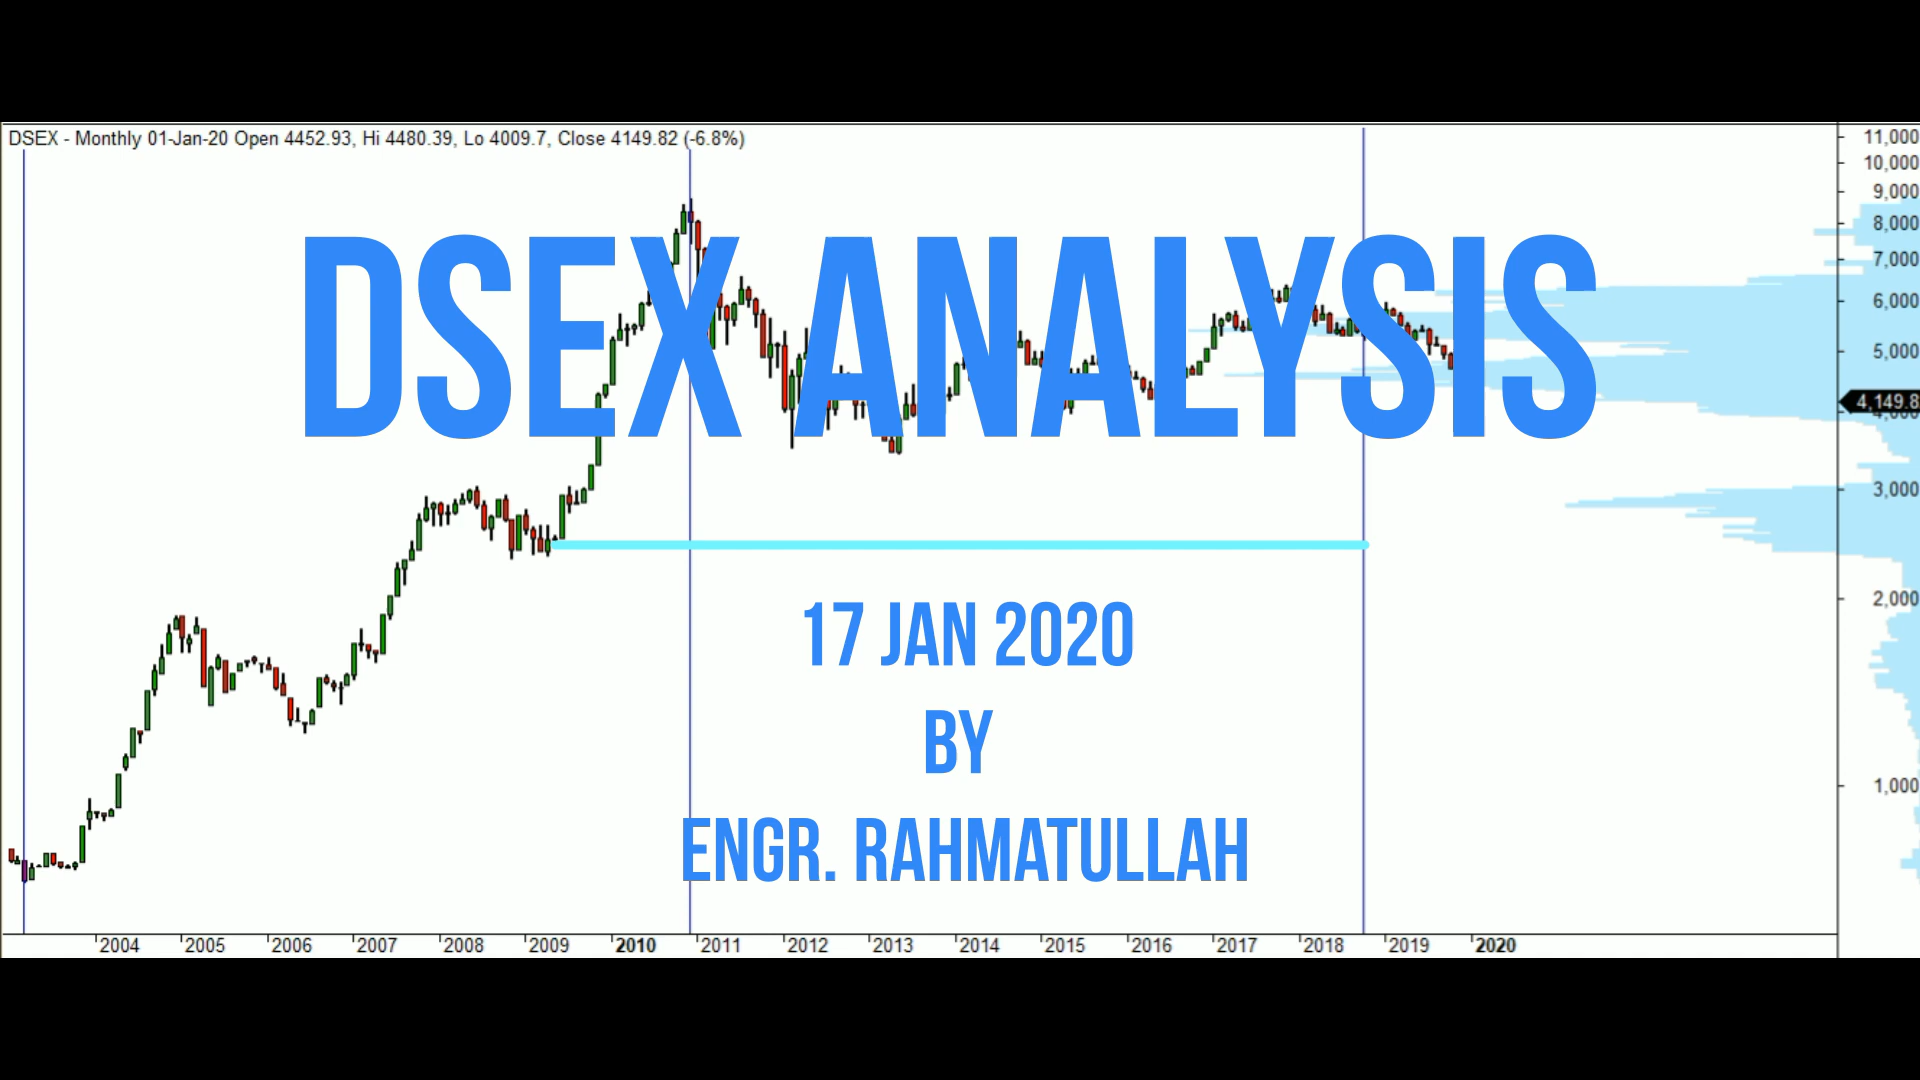 DSEX - Monthly 01-Jan-20 Open 4452.93, Hi 4480.39, Lo 4009.7, Close 4149.82 (-6.8%)
11,000
10,000
9,000
8,000
7,000
6,000
5,000
4,149.8
4,000
3,000
2,000
1,000
DSEX ANALYSIS
17 JAN 2020
BY
ENGR. RAHMATULLAH
2004 2005 2006 2007 2008 2009 2010 2011 2012 2013 2014 2015 2016 2017 2018 2019 2020